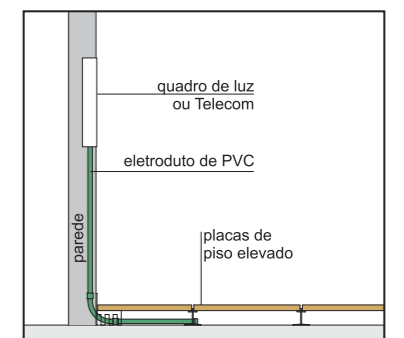 quadro de luz
ou Telecom
eletroduto de PVC
parede
placas de
piso elevado